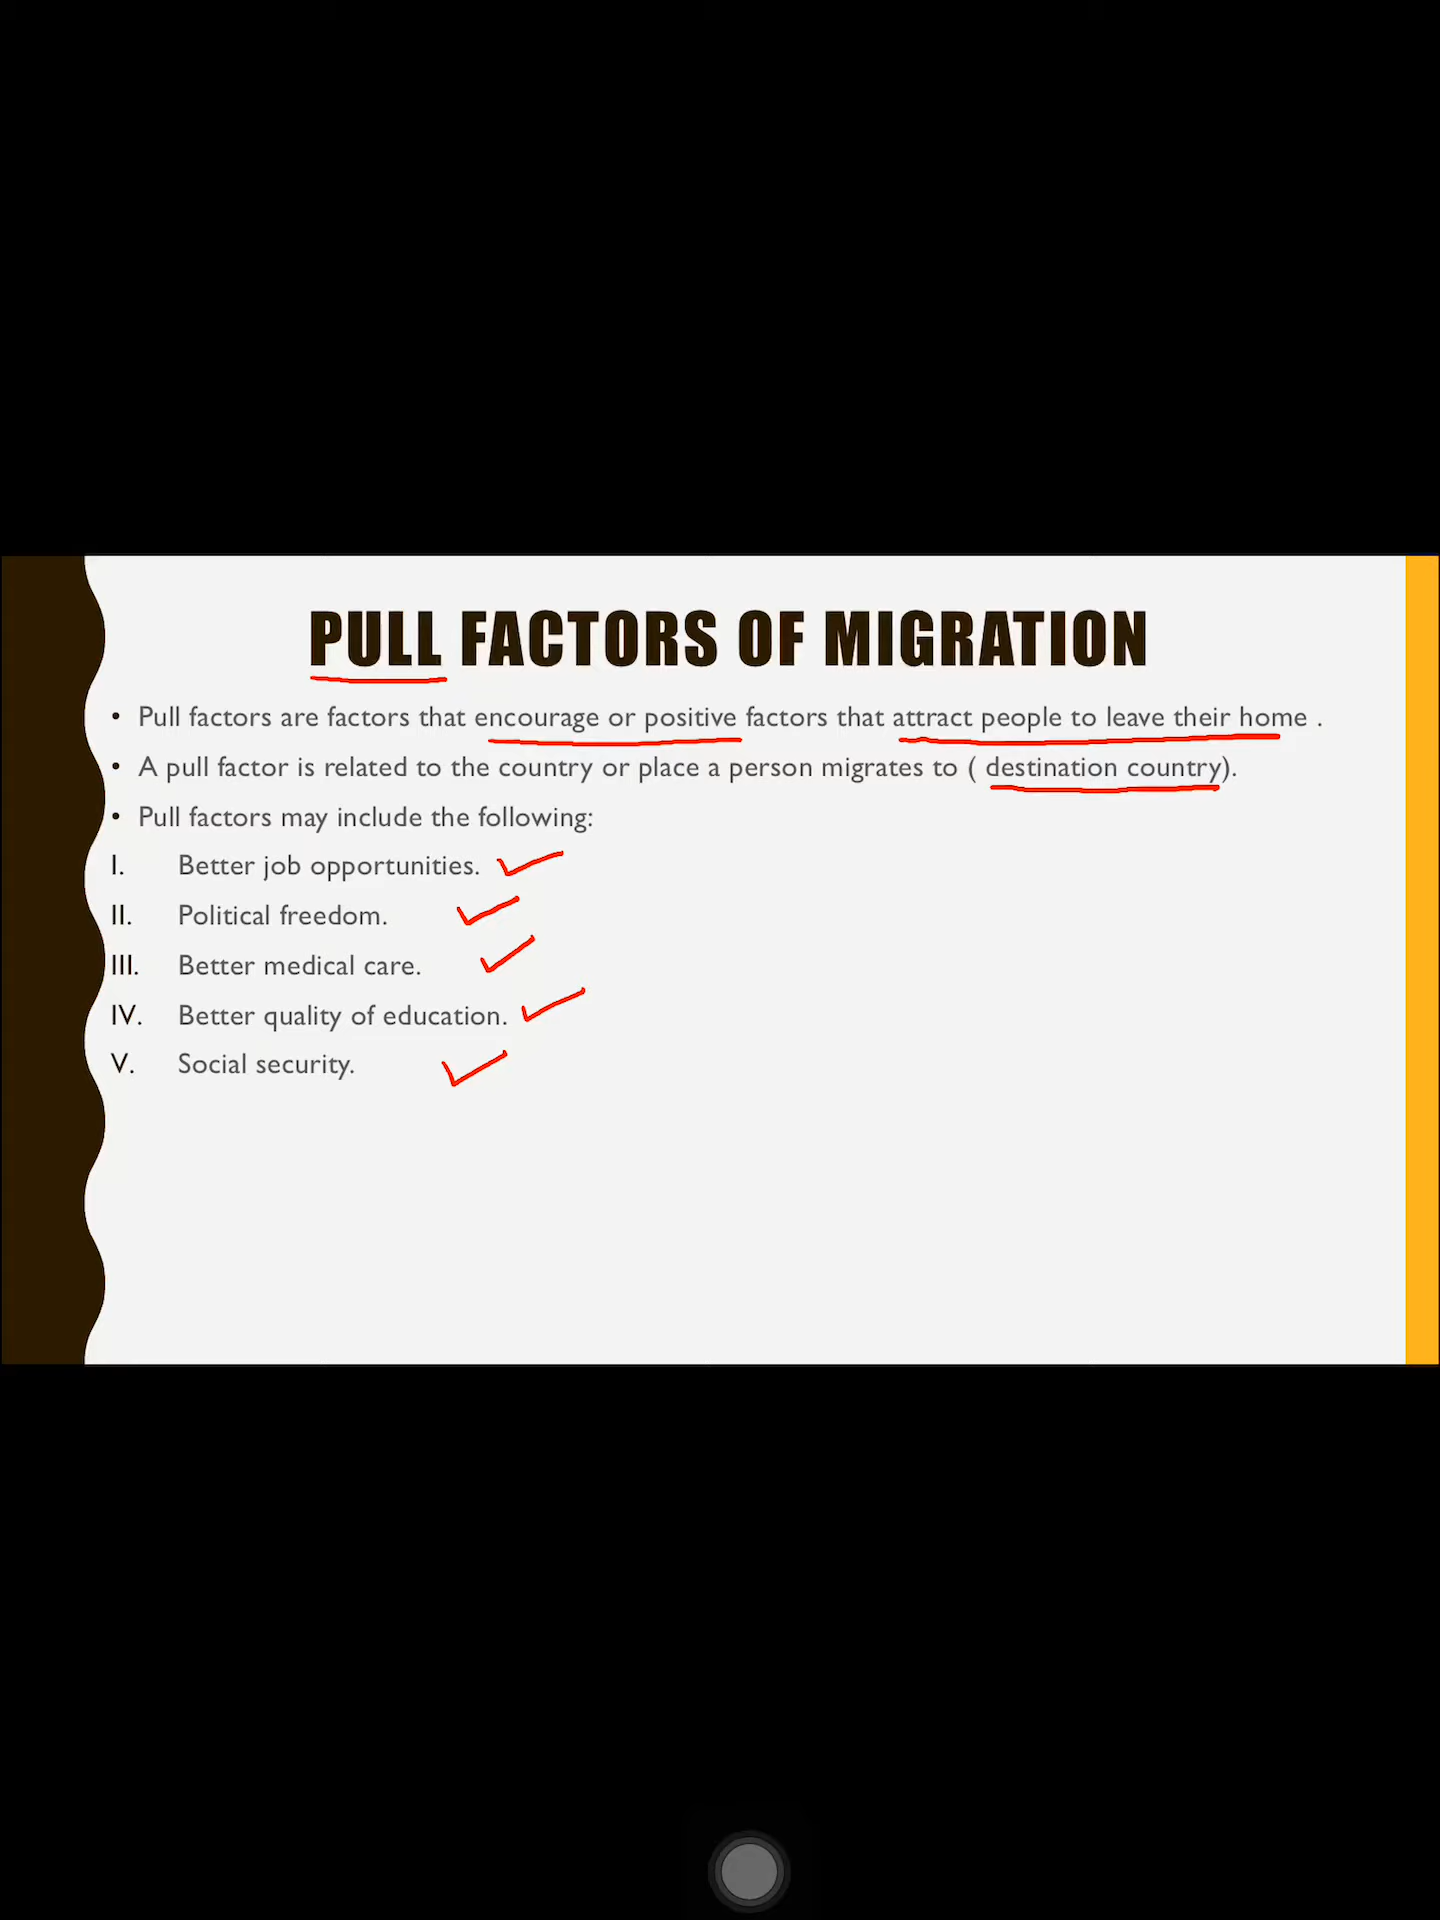 PULL FACTORS OF MIGRATION
• Pull factors are factors that encourage or positive factors that attract people to leave their home .
• A pull factor is related to the country or place a person migrates to ( destination country).
• Pull factors may include the following:
I. Better job opportunities.
II. Political freedom.
III. Better medical care.
IV. Better quality of education.
V. Social security.